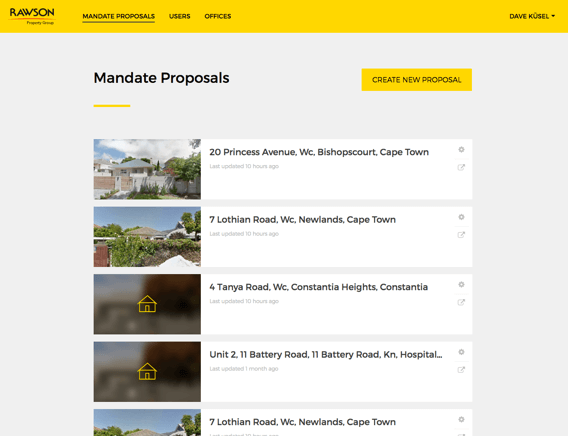 RAWSON
Property Group
MANDATE PROPOSALS USERS OFFICES DAVE KÜSEL
Mandate Proposals
CREATE NEW PROPOSAL
20 Princess Avenue, Wc, Bishopscourt, Cape Town
Last updated 10 hours ago
7 Lothian Road, Wc, Newlands, Cape Town
Last updated 10 hours ago
4 Tanya Road, Wc, Constantia Heights, Constantia
Last updated 10 hours ago
Unit 2, 11 Battery Road, 11 Battery Road, Kn, Hospital...
Last updated 1 month ago
7 Lothian Road, Wc, Newlands, Cape Town